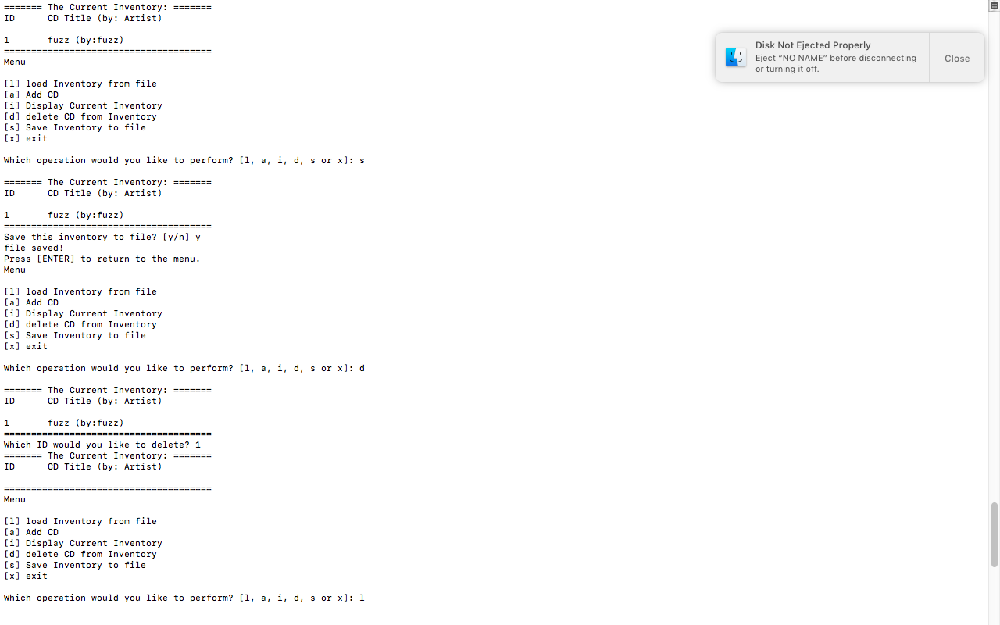 ======= The Current Inventory: =======
ID      CD Title (by: Artist)
1       fuzz (by:fuzz)
======================================
Menu
[l] load Inventory from file
[a] Add CD
[i] Display Current Inventory
[d] delete CD from Inventory
[s] Save Inventory to file
[x] exit
Which operation would you like to perform? [l, a, i, d, s or x]: s
======= The Current Inventory: =======
ID      CD Title (by: Artist)
1       fuzz (by:fuzz)
======================================
Save this inventory to file? [y/n] y
file saved!
Press [ENTER] to return to the menu.
Menu
[l] load Inventory from file
[a] Add CD
[i] Display Current Inventory
[d] delete CD from Inventory
[s] Save Inventory to file
[x] exit
Which operation would you like to perform? [l, a, i, d, s or x]: d
======= The Current Inventory: =======
ID      CD Title (by: Artist)
1       fuzz (by:fuzz)
======================================
Which ID would you like to delete? 1
======= The Current Inventory: =======
ID      CD Title (by: Artist)
======================================
Menu
[l] load Inventory from file
[a] Add CD
[i] Display Current Inventory
[d] delete CD from Inventory
[s] Save Inventory to file
[x] exit
Which operation would you like to perform? [l, a, i, d, s or x]: l
Disk Not Ejected Properly
Eject “NO NAME” before disconnecting
or turning it off.
Close